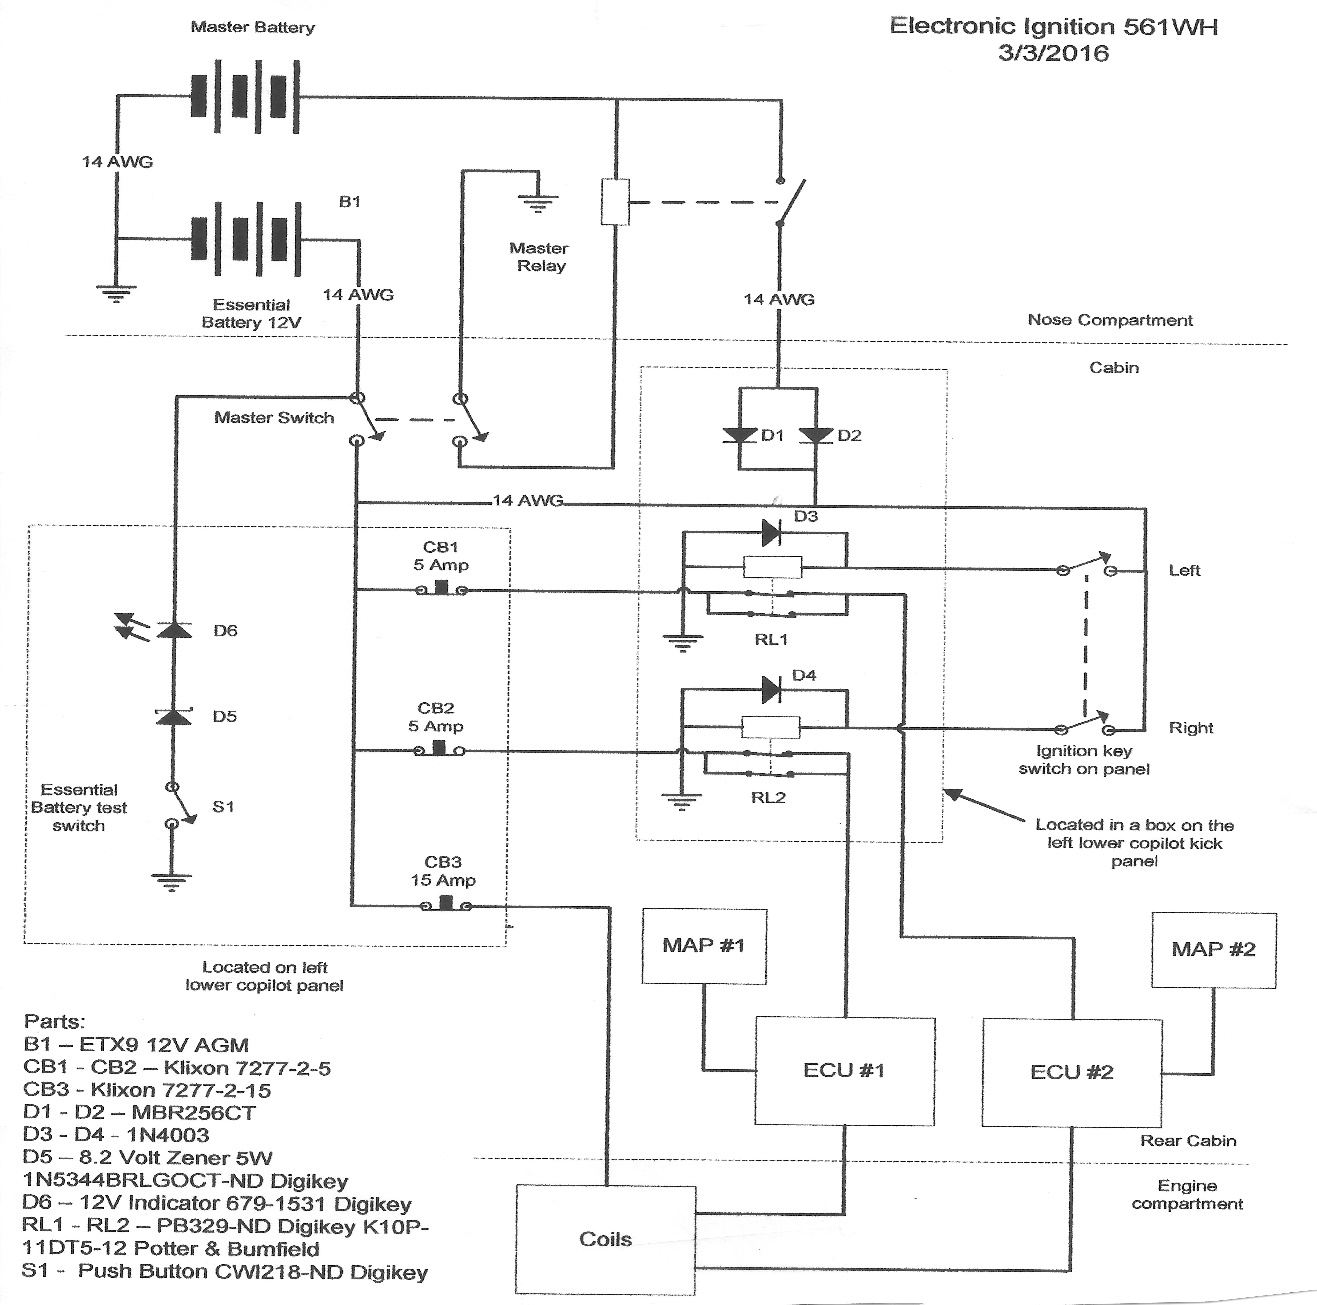 Master Battery
Electronic Ignition 561WH
3/3/2016
14 AWG
B1
Master
Relay
Essential
Battery 12V
14 AWG
14 AWG
Nose Compartment
Cabin
Master Switch
D1
D2
14 AWG
D3
CB1
5 Amp
Left
RL1
D6
D4
CB2
5 Amp
D5
Right
Ignition key
switch on panel
Essential
Battery test
switch
S1
RL2
Located in a box on the
left lower copilot kick
panel
CB3
15 Amp
MAP #1
MAP #2
Located on left
lower copilot panel
Parts:
B1 – ETX9 12V AGM
CB1 - CB2 – Klixon 7277-2-5
CB3 - Klixon 7277-2-15
D1 - D2 – MBR256CT
D3 - D4 - 1N4003
D5 – 8.2 Volt Zener 5W
1N5344BRLGOCT-ND Digikey
D6 – 12V Indicator 679-1531 Digikey
RL1 - RL2 – PB329-ND Digikey K10P-
11DT5-12 Potter & Bumfield
S1 - Push Button CWI218-ND Digikey
ECU #1
ECU #2
Rear Cabin
Engine
compartment
Coils